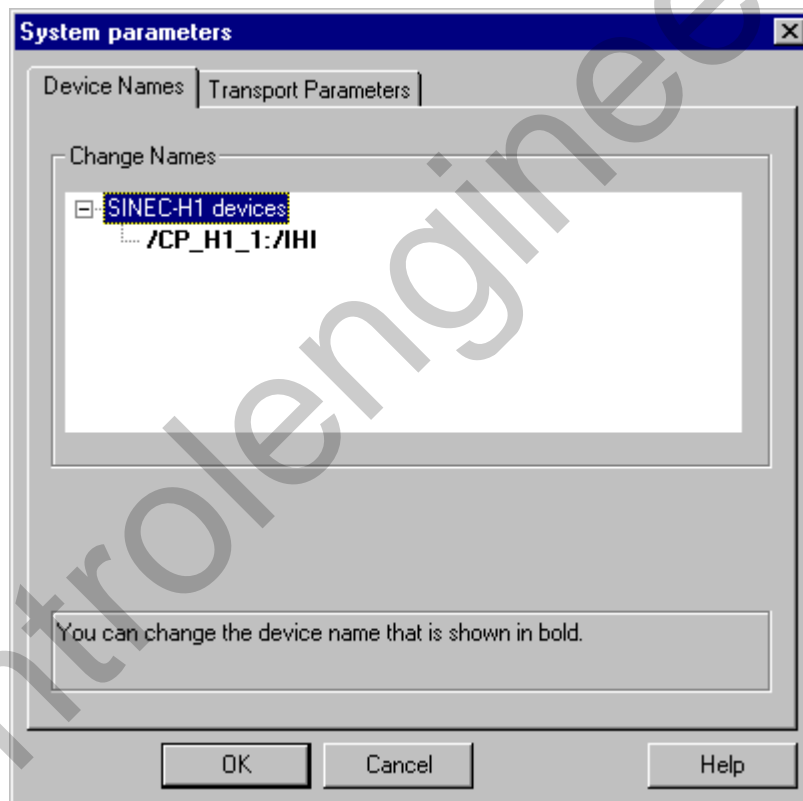 System parameters
Device Names
Transport Parameters
Change Names
SINEC-H1 devices
/CP_H1_1:/IHI
You can change the device name that is shown in bold.
OK
Cancel
Help
ntrolenginee